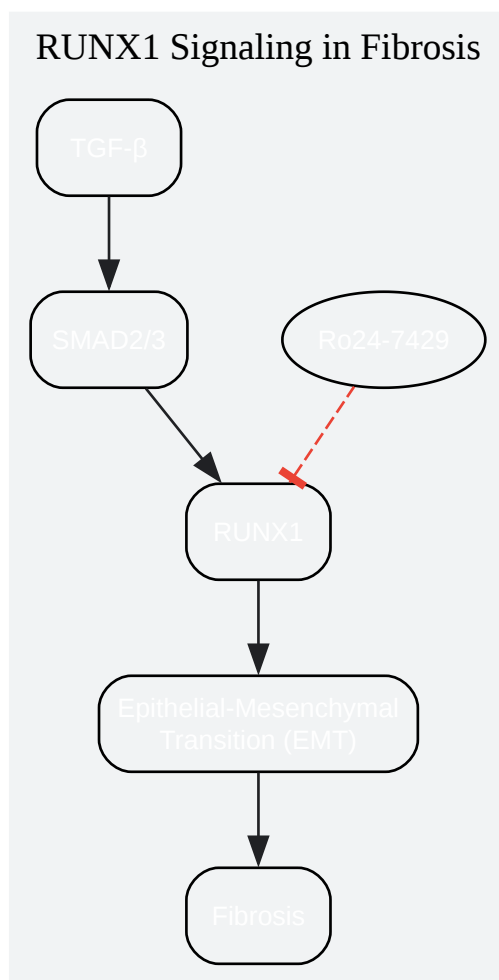 RUNX1 Signaling in Fibrosis
TGF-β
SMAD2/3
Ro24-7429
RUNX1
Epithelial-Mesenchymal
Transition (EMT)
Fibrosis